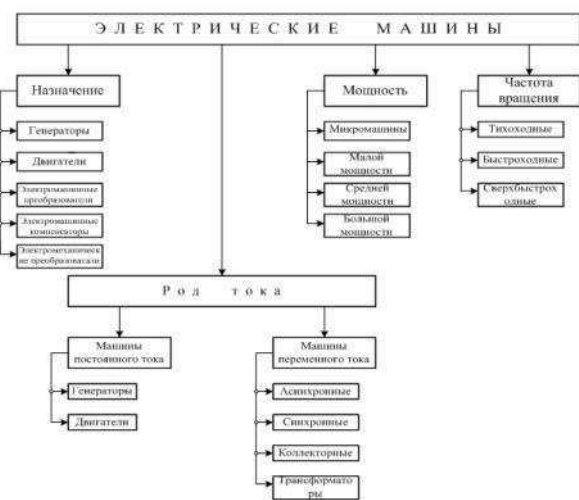 ЭЛЕКТРИЧЕСКИЕ МАШИНЫ
Назначение
Генераторы
Двигатели
Электромашинные
преобразователи
Электромашинные
компенсаторы
Электромеханическ
ие преобразователи
Мощность
Микромашины
Малой
мощности
Средней
мощности
Большой
мощности
Частота
вращения
Тихоходные
Быстроходные
Сверхбыстрох
одные
Род тока
Машины
постоянного тока
Генераторы
Двигатели
Машины
переменного тока
Асинхронные
Синхронные
Коллекторные
Трансформато
ры